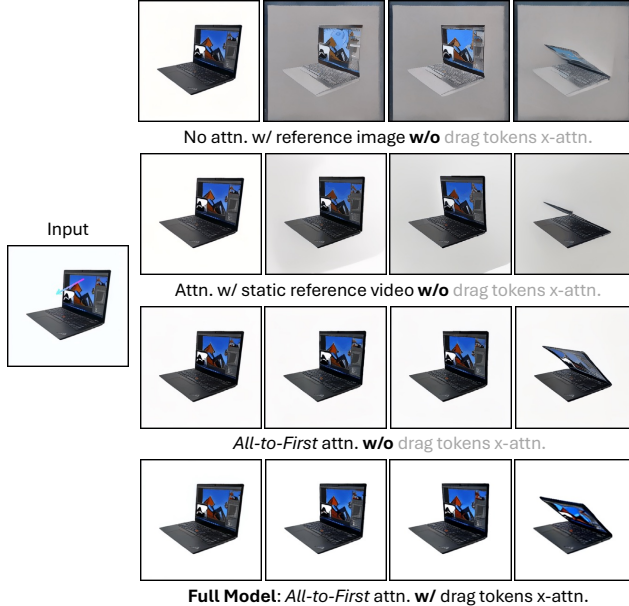 No attn. w/ reference image w/o drag tokens x-attn.
Input
Attn. w/ static reference video w/o drag tokens x-attn.
All-to-First attn. w/o drag tokens x-attn.
Full Model: All-to-First attn. w/ drag tokens x-attn.